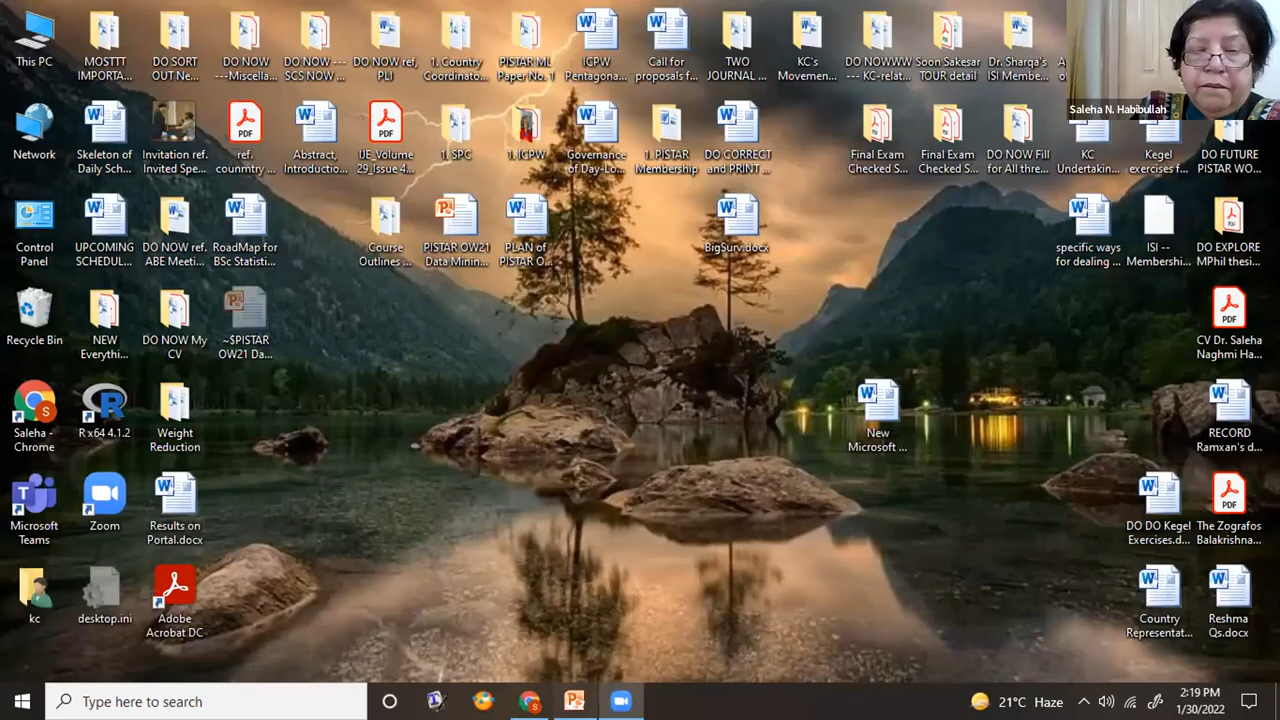 This PC
MOSTTT
IMPORTA...
DO SORT
OUT Ne...
DO NOW
---Miscella...
DO NOW ---
SCS NOW ...
DO NOW ref,
PLI
1. Country
Coordinato...
PISTAR ML
Paper No. 1
ICPW
Pentagona...
Call for
proposals f...
TWO
JOURNAL ...
KC's
Movemen...
DO NOWWW
--- KC-relat...
Soon Sakesar
TOUR detail
Dr. Sharqa's
ISI Membe...
Saleha N. Habibullah
Network
Skeleton of
Daily Sch...
Invitation ref.
Invited Spe...
PDF
ref.
counmtry ...
Abstract,
Introduction...
PDF
IJE_Volume
29_Issue 4...
1. SPC
1. ICPW
Governance
of Day-Lo...
1. PISTAR
Membership
DO CORRECT
and PRINT ...
Final Exam
Checked S...
Final Exam
Checked S...
DO NOW Fill
for All three...
KC
Undertakin...
Kegel
exercises f...
DO FUTURE
PISTAR WO...
Control
Panel
UPCOMING
SCHEDUL...
DO NOW ref.
ABE Meeti...
RoadMap for
BSc Statisti...
Course
Outlines ...
PISTAR OW21
Data Minin...
PLAN of
PISTAR O...
BigSurv.docx
specific ways
for dealing ...
ISI --
Membershi...
DO EXPLORE
MPhil thesi...
Recycle Bin
NEW
Everythi...
DO NOW My
CV
~$PISTAR
OW21 Da...
PDF
CV Dr. Saleha
Naghmi Ha...
Saleha -
Chrome
R x64 4.1.2
Weight
Reduction
New
Microsoft ...
RECORD
Ramxan's d...
Microsoft
Teams
Zoom
Results on
Portal.docx
DO DO Kegel
Exercises.d...
PDF
The Zografos
Balakrishna...
kc
desktop.ini
Adobe
Acrobat DC
Country
Representat...
Reshma
Qs.docx
Type here to search
21°C Haze
2:19 PM
1/30/2022